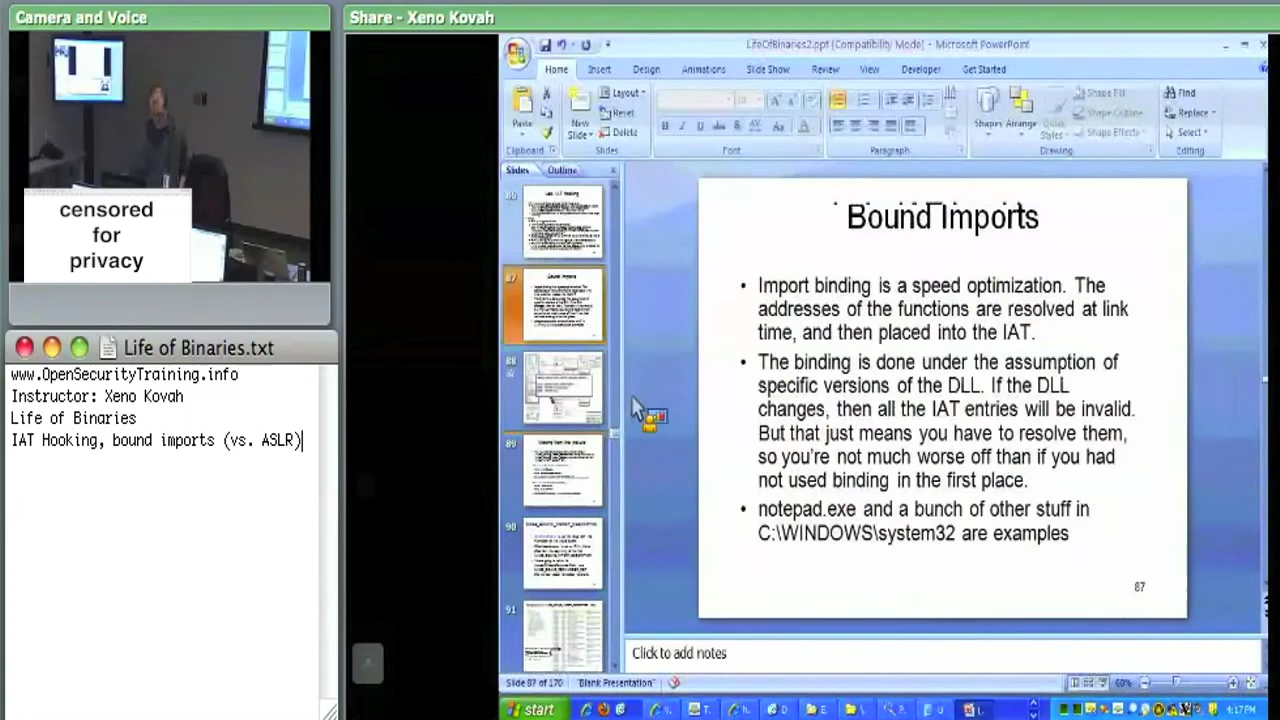 Camera and Voice
censored
for
privacy
Life of Binaries.txt
www.OpenSecurityTraining.info
Instructor: Xeno Kovah
Life of Binaries
IAT Hooking, bound imports (vs. ASLR)
Share - Xeno Kovah
LifeOfBinaries2.ppt [Compatibility Mode] - Microsoft PowerPoint
Home Insert Design Animations Slide Show Review View Developer Get Started
Paste
New
Slide
Layout
Reset
Delete
Shapes Arrange Quick
Styles
Shape Fill
Shape Outline
Shape Effects
Find
Replace
Select
Clipboard Slides Font Paragraph Drawing Editing
Slides Outline
87
88
89
90
91
Bound Imports
• Import binding is a speed optimization. The
addresses of the functions are resolved at link
time, and then placed into the IAT.
• The binding is done under the assumption of
specific versions of the DLL. If the DLL
changes, then all the IAT entries will be invalid.
But that just means you have to resolve them,
so you're not much worse off than if you had
not used binding in the first place.
• notepad.exe and a bunch of other stuff in
C:\WINDOWS\system32 are examples
87
Click to add notes
Slide 87 of 170 "Blank Presentation" 68%
start
4:17 PM